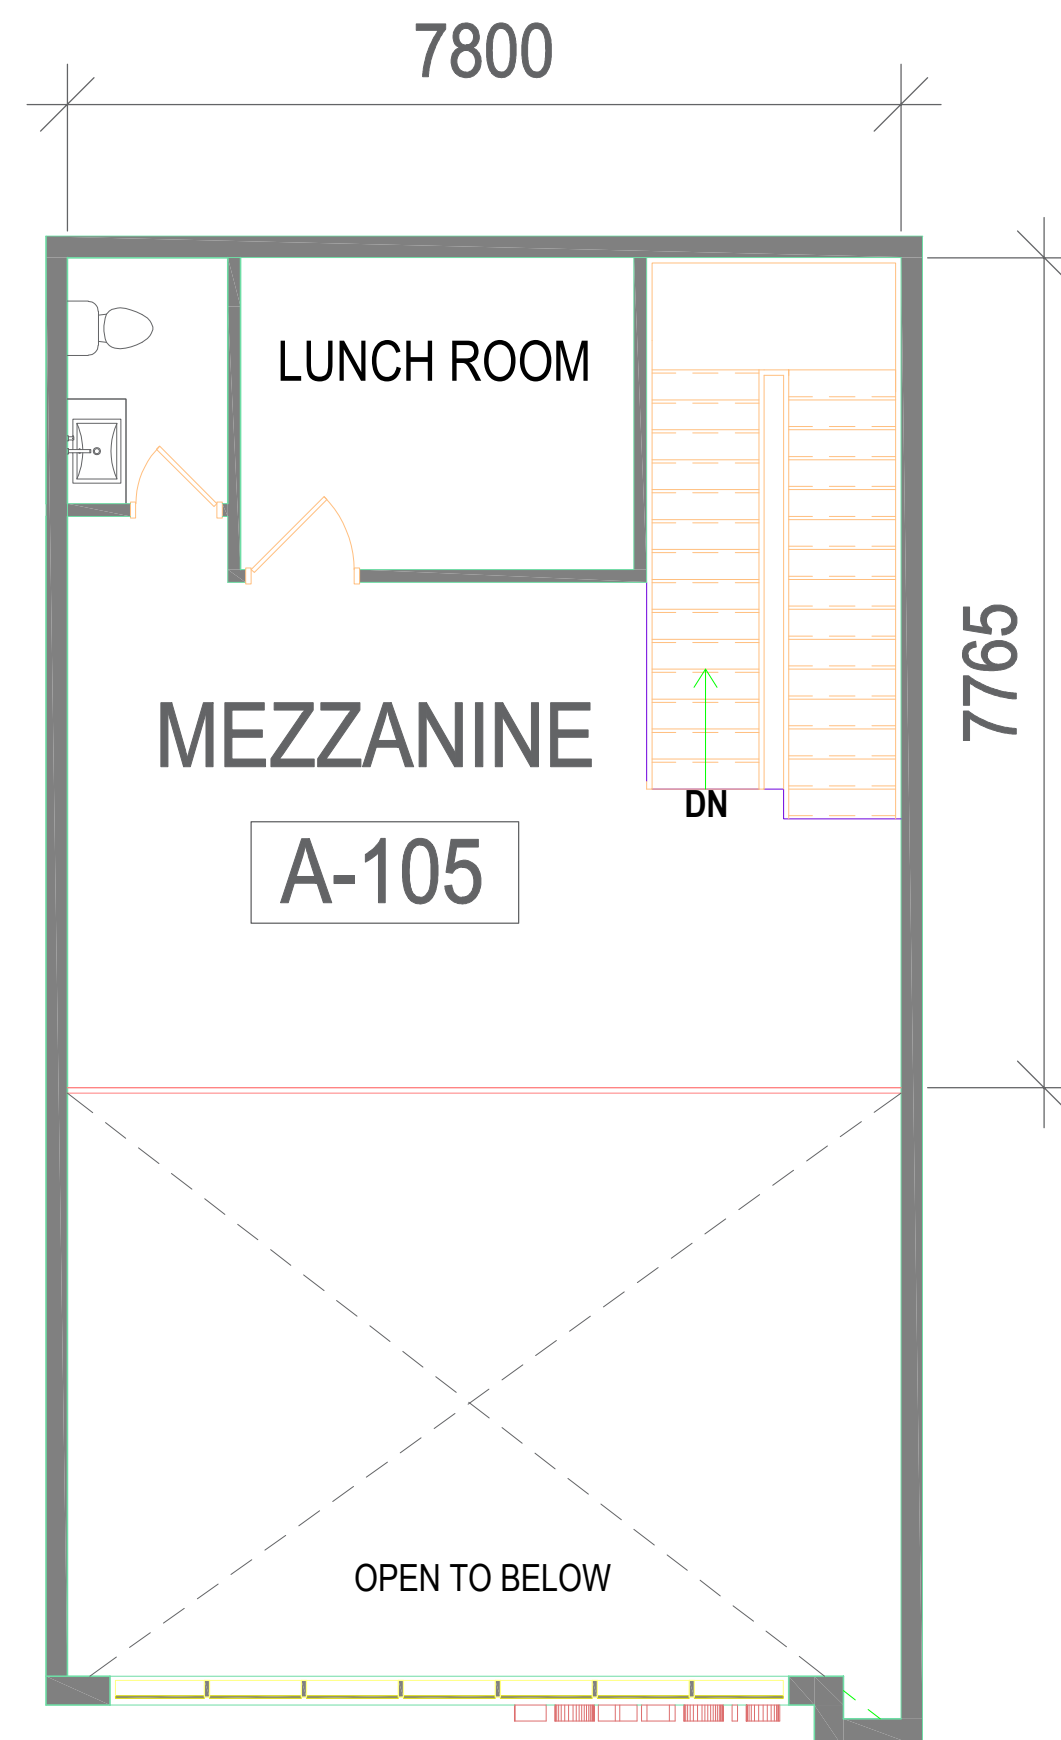 7800
LUNCH ROOM
7765
MEZZANINE
DN
A-105
OPEN TO BELOW